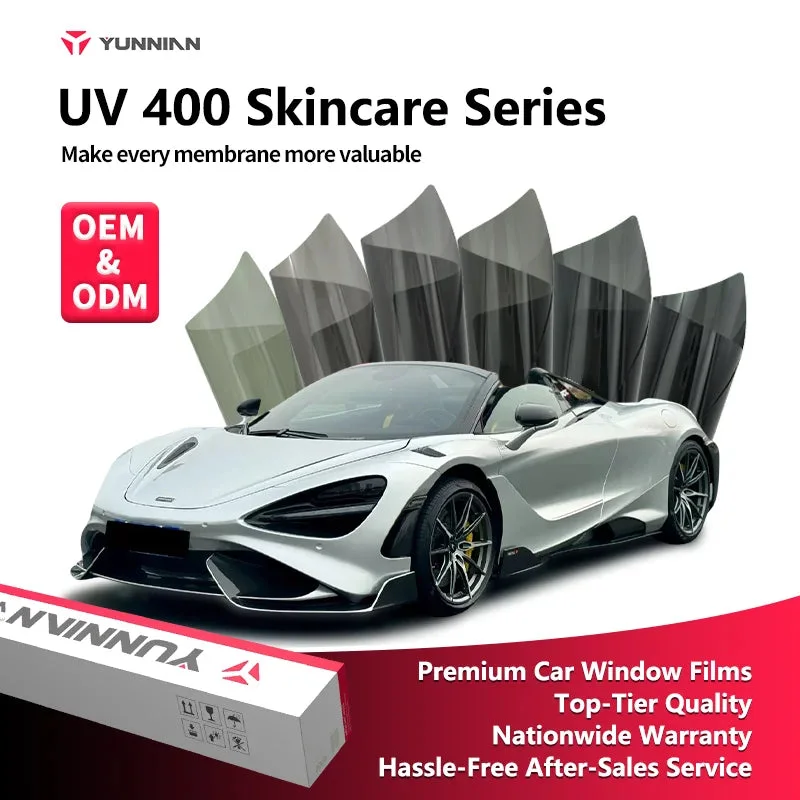 YUNNIAN
UV 400 Skincare Series
Make every membrane more valuable
OEM
&
ODM
YUNNIAN
Premium Car Window Films
Top-Tier Quality
Nationwide Warranty
Hassle-Free After-Sales Service